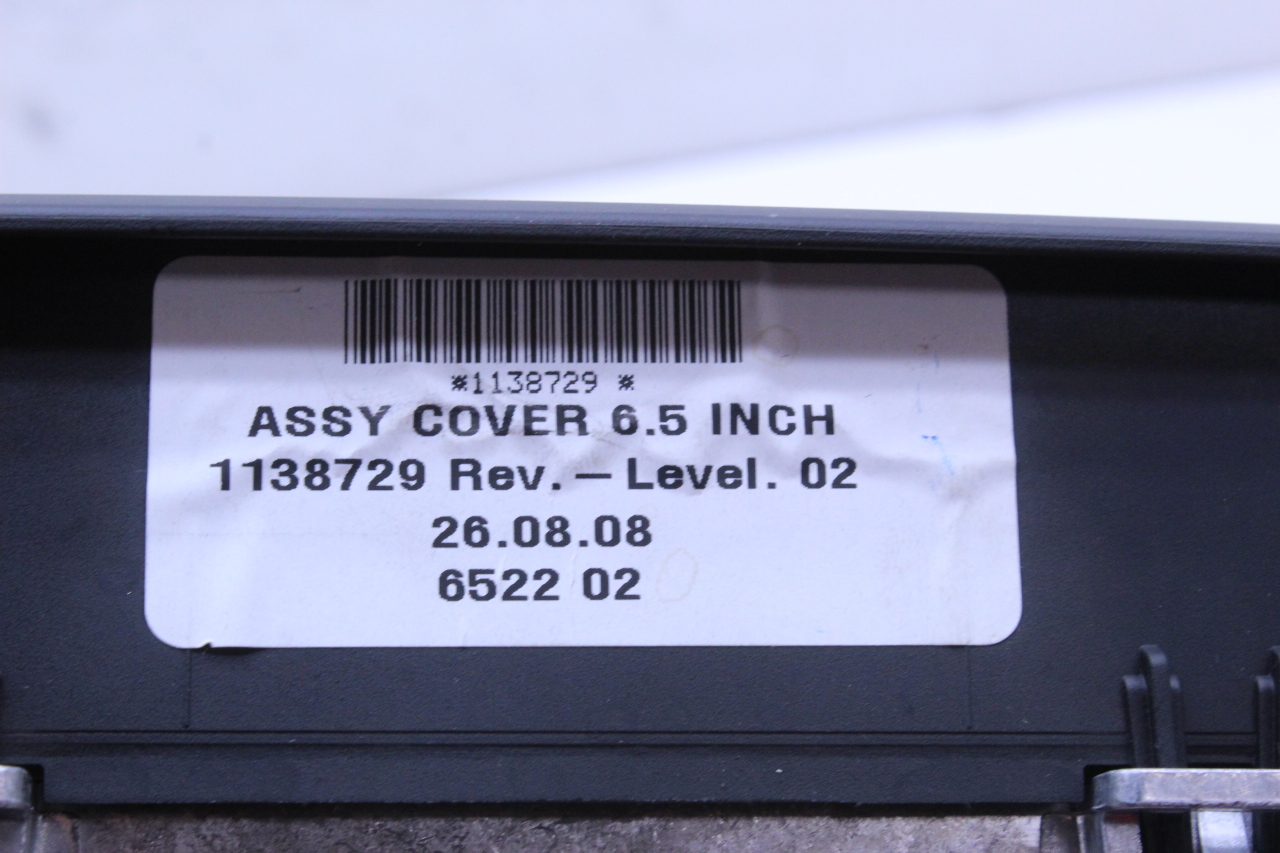 *1138729 *
ASSY COVER 6.5 INCH
1138729 Rev. – Level. 02
26.08.08
6522 02